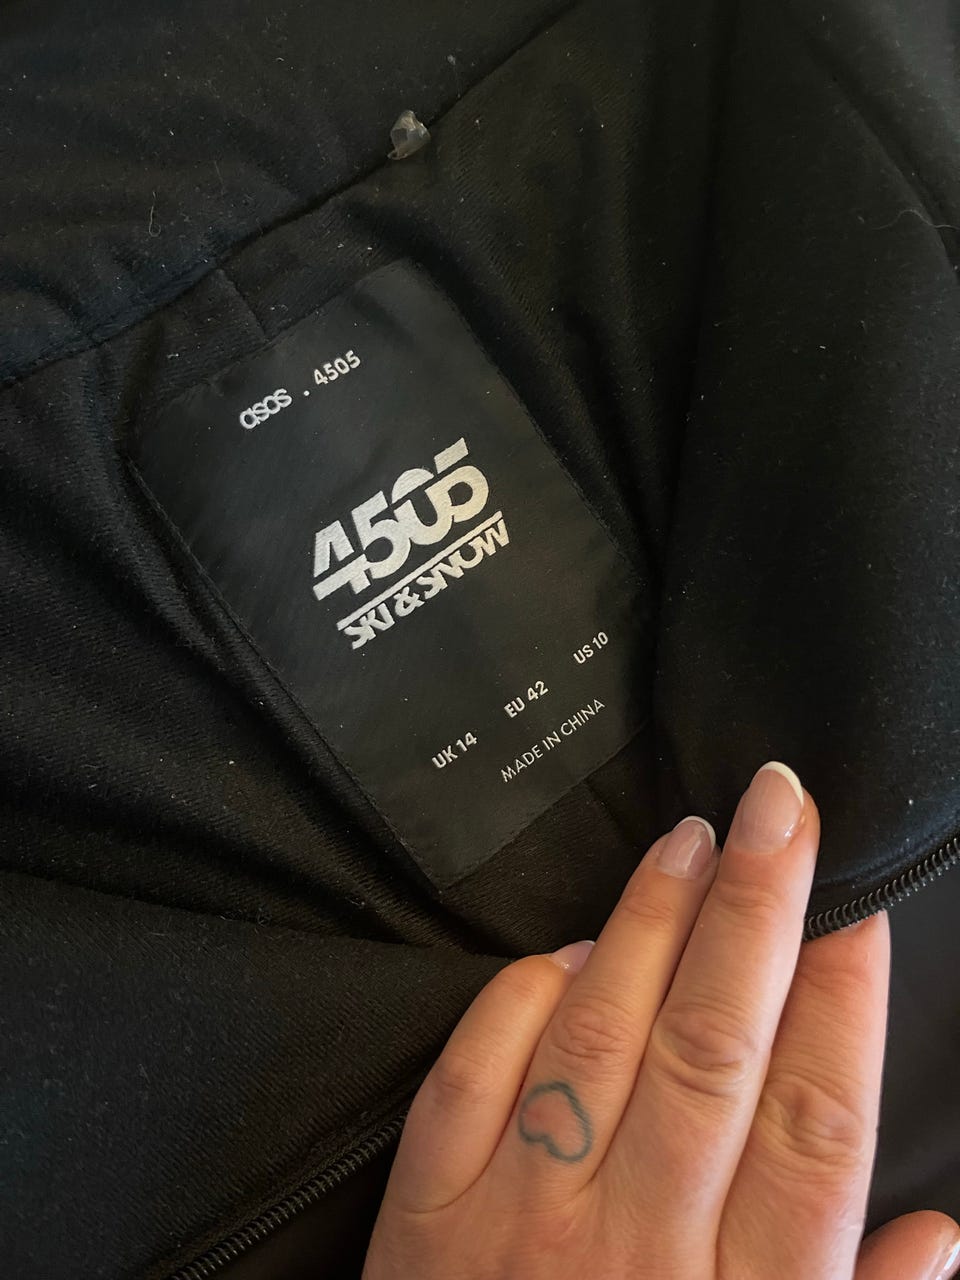 asos . 4505
4505
SKI & SNOW
UK 14 EU 42 US 10
MADE IN CHINA